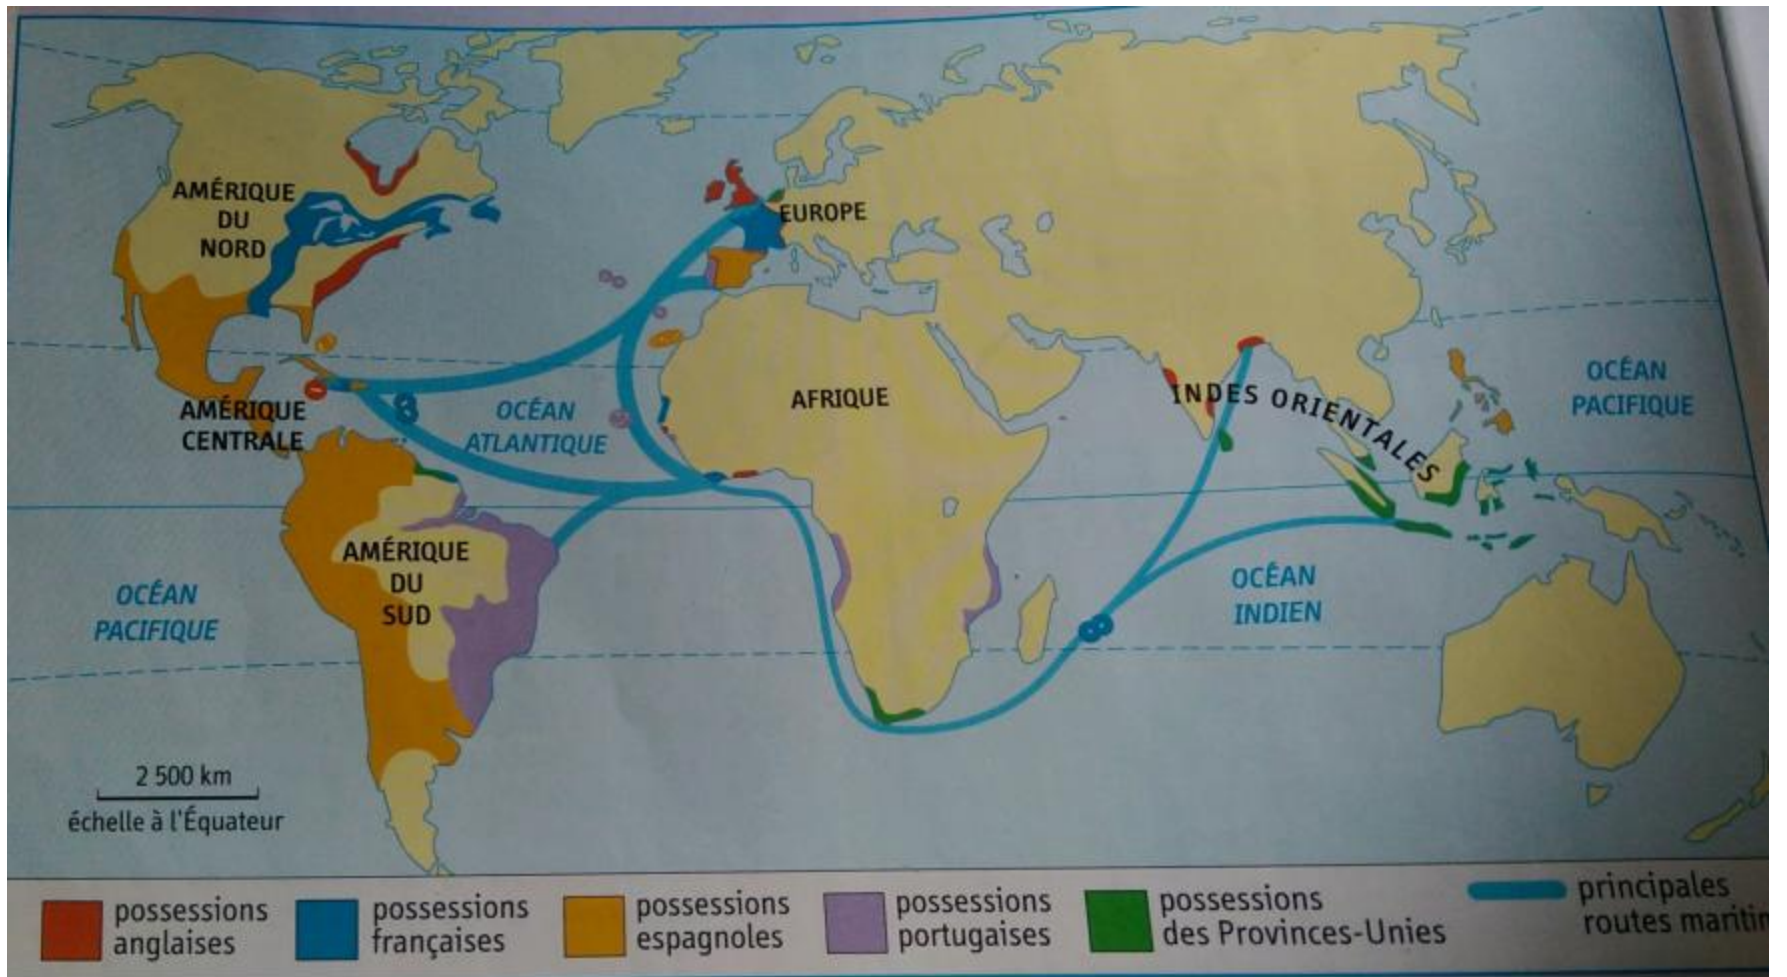 AMÉRIQUE
DU
NORD
EUROPE
AMÉRIQUE
CENTRALE
OCÉAN
ATLANTIQUE
AFRIQUE
INDES ORIENTALES
OCÉAN
PACIFIQUE
AMÉRIQUE
DU
SUD
OCÉAN
PACIFIQUE
OCÉAN
INDIEN
2 500 km
échelle à l'Équateur
possessions
anglaises
possessions
françaises
possessions
espagnoles
possessions
portugaises
possessions
des Provinces-Unies
principales
routes maritim